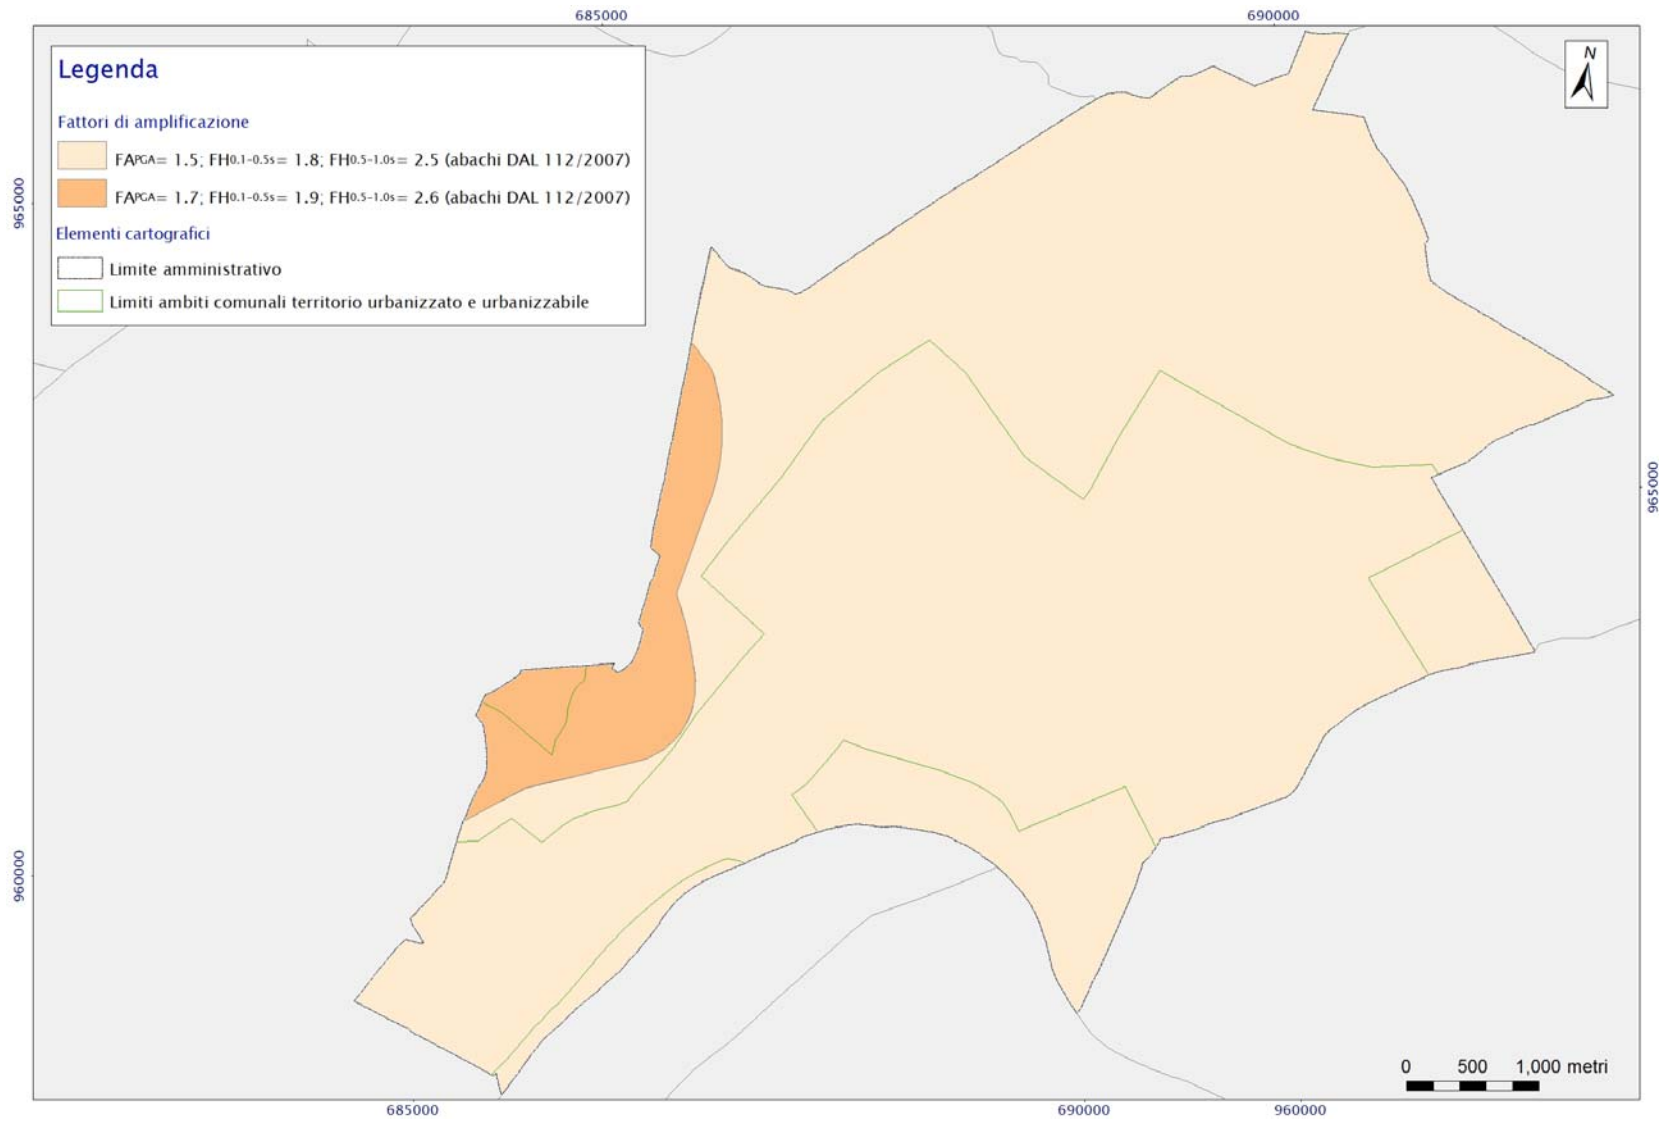 685000
690000
Legenda
N
Fattori di amplificazione
FAPGA= 1.5; FH0.1-0.5s= 1.8; FH0.5-1.0s= 2.5 (abachi DAL 112/2007)
FAPGA= 1.7; FH0.1-0.5s= 1.9; FH0.5-1.0s= 2.6 (abachi DAL 112/2007)
965000
Elementi cartografici
Limite amministrativo
Limiti ambiti comunali territorio urbanizzato e urbanizzabile
965000
960000
0 500 1,000 metri
685000
690000
960000